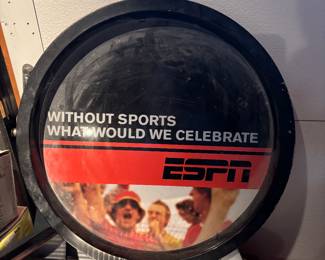 WITHOUT SPORTS
WHAT WOULD WE CELEBRATE
ESPN